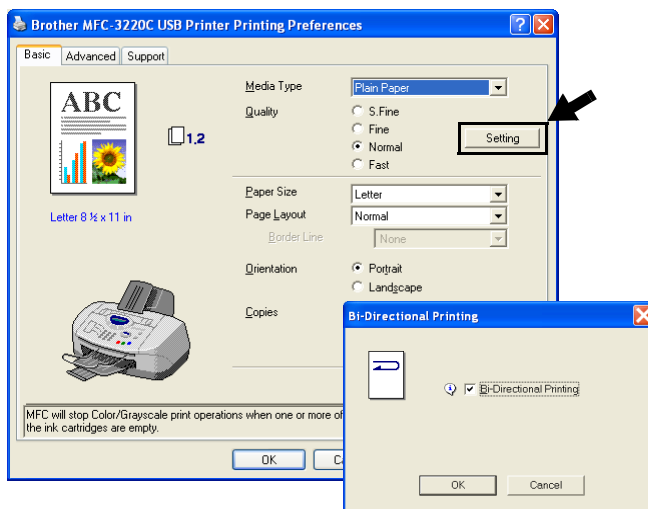 Brother MFC-3220C USB Printer Printing Preferences
Basic Advanced Support
Media Type Plain Paper
Quality S.Fine
Fine
Normal
Fast
Setting
ABC
1.2
Letter 8 ½ x 11 in
Paper Size Letter
Page Layout Normal
Border Line None
Orientation Portrait
Landscape
Copies
MFC will stop Color/Grayscale print operations when one or more of
the ink cartridges are empty.
OK
Bi-Directional Printing
Bi-Directional Printing
OK Cancel